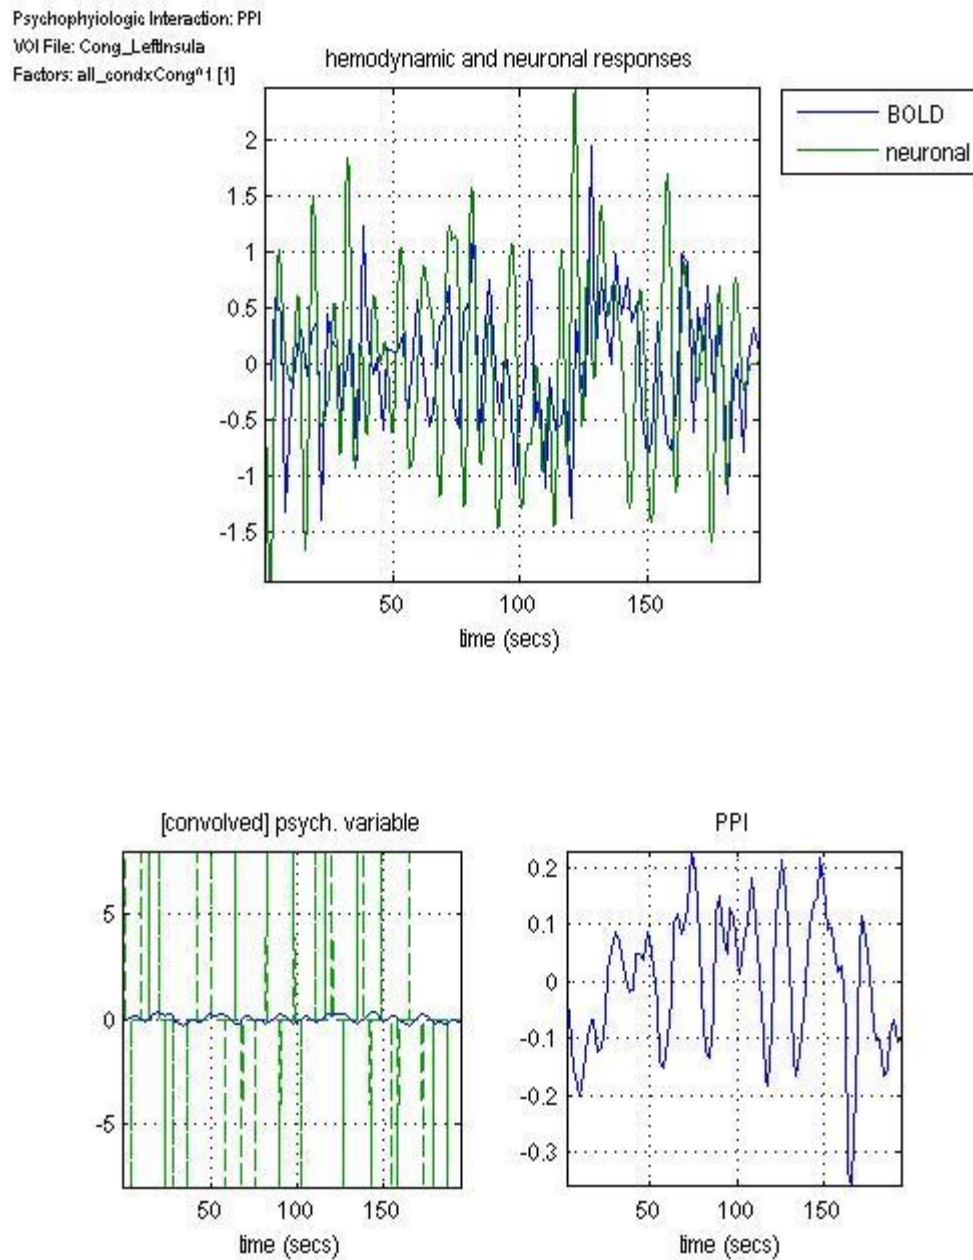 Psychophyiologic Interaction: PPI
VOI File: Cong_LeftInsula
Factors: all_condxCong^1 [1]
hemodynamic and neuronal responses
BOLD
neuronal
2
1.5
1
0.5
0
-0.5
-1
-1.5
50 100 150
time (secs)
[convolved] psych. variable
5
0
-5
50 100 150
time (secs)
PPI
0.2
0.1
0
-0.1
-0.2
-0.3
50 100 150
time (secs)